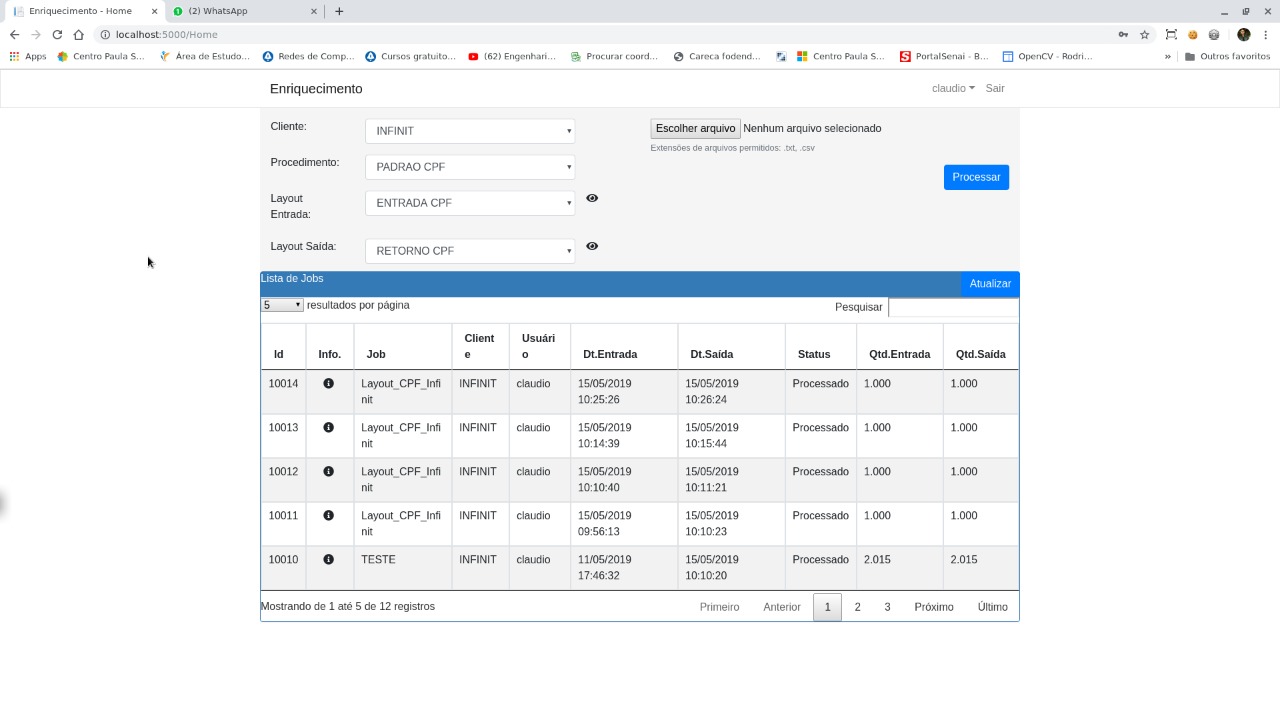 Enriquecimento - Home
(2) WhatsApp
localhost:5000/Home
Apps
Centro Paula S...
Área de Estudo...
Redes de Comp...
Cursos gratuito...
(62) Engenhari...
Procurar coord...
Careca fodend...
Centro Paula S...
PortalSenai - B...
OpenCV - Rodri...
»
Outros favoritos
Enriquecimento
claudio
Sair
Cliente:
INFINIT
Escolher arquivo Nenhum arquivo selecionado
Extensões de arquivos permitidos: .txt, .csv
Procedimento:
PADRAO CPF
Processar
Layout
Entrada:
ENTRADA CPF
Layout Saída:
RETORNO CPF
Lista de Jobs
Atualizar
5 resultados por página
Pesquisar
Id
Info.
Job
Client
e
Usuári
o
Dt.Entrada
Dt.Saída
Status
Qtd.Entrada
Qtd.Saída
10014
Layout_CPF_Infi
nit
INFINIT
claudio
15/05/2019
10:25:26
15/05/2019
10:26:24
Processado
1.000
1.000
10013
Layout_CPF_Infi
nit
INFINIT
claudio
15/05/2019
10:14:39
15/05/2019
10:15:44
Processado
1.000
1.000
10012
Layout_CPF_Infi
nit
INFINIT
claudio
15/05/2019
10:10:40
15/05/2019
10:11:21
Processado
1.000
1.000
10011
Layout_CPF_Infi
nit
INFINIT
claudio
15/05/2019
09:56:13
15/05/2019
10:10:23
Processado
1.000
1.000
10010
TESTE
INFINIT
claudio
11/05/2019
17:46:32
15/05/2019
10:10:20
Processado
2.015
2.015
Mostrando de 1 até 5 de 12 registros
Primeiro
Anterior
1
2
3
Próximo
Último